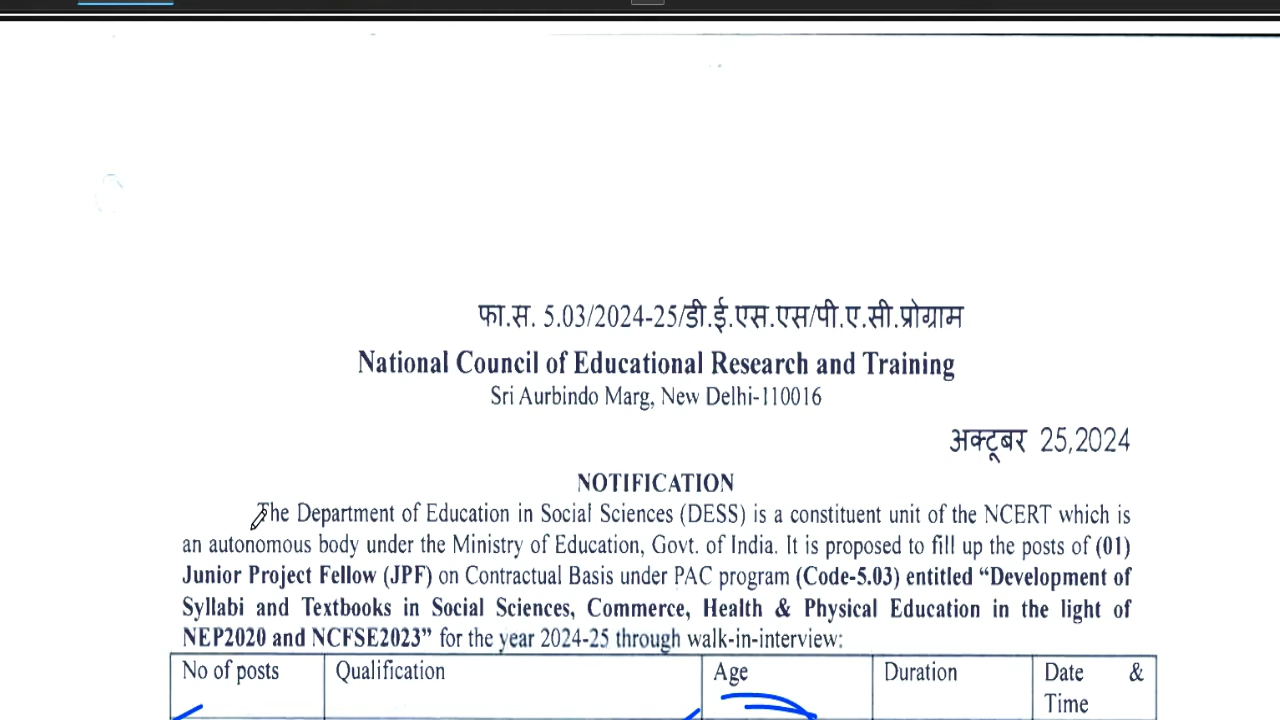 फा.स. 5.03/2024-25/डी.ई.एस.एस/पी.ए.सी.प्रोग्राम
National Council of Educational Research and Training
Sri Aurbindo Marg, New Delhi-110016
अक्टूबर 25,2024
NOTIFICATION
The Department of Education in Social Sciences (DESS) is a constituent unit of the NCERT which is
an autonomous body under the Ministry of Education, Govt. of India. It is proposed to fill up the posts of (01)
Junior Project Fellow (JPF) on Contractual Basis under PAC program (Code-5.03) entitled “Development of
Syllabi and Textbooks in Social Sciences, Commerce, Health & Physical Education in the light of
NEP2020 and NCFSE2023” for the year 2024-25 through walk-in-interview:
No of posts Qualification Age Duration Date &
Time